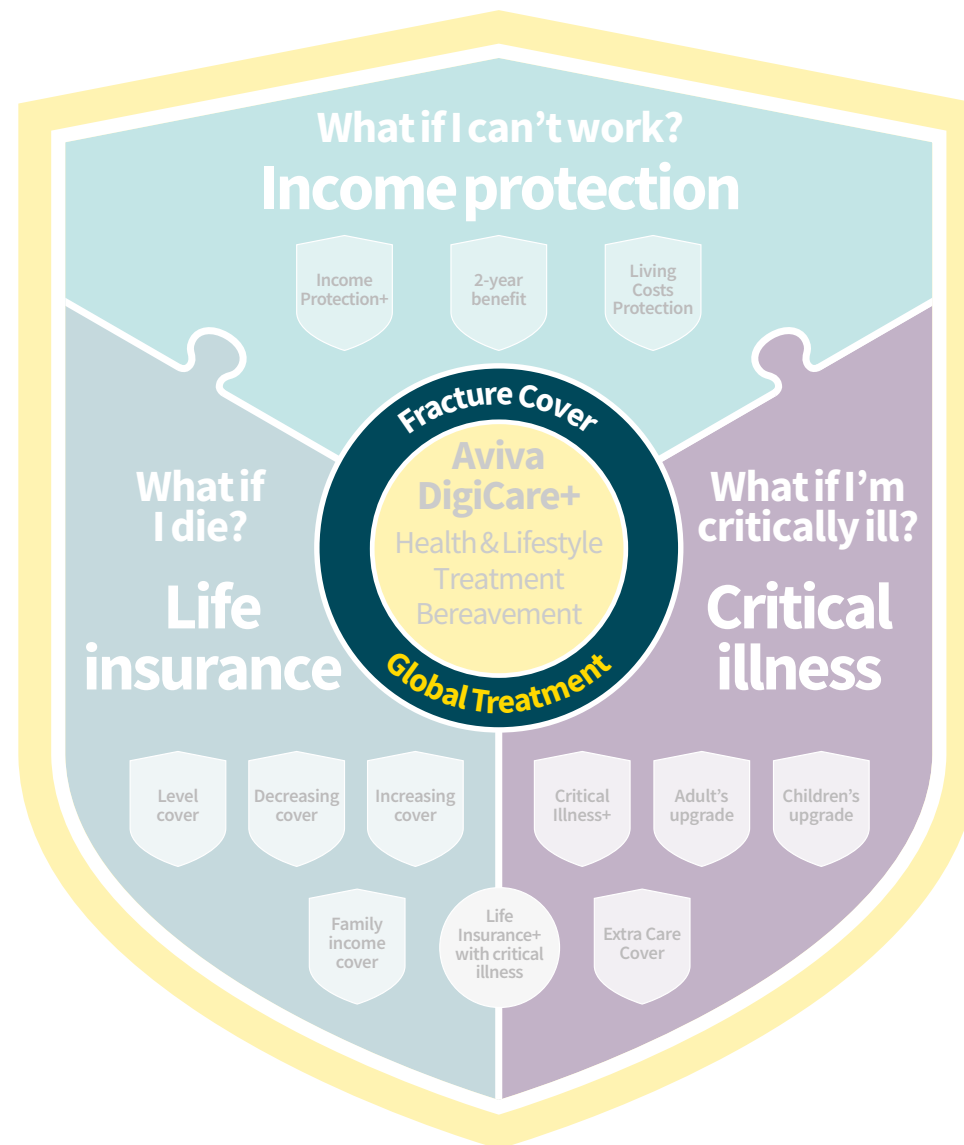 What if I can't work?
Income protection
Income
Protection+
2-year
benefit
Living
Costs
Protection
Fracture Cover
Aviva
DigiCare+
Health & Lifestyle
Treatment
Bereavement
Global Treatment
What if
I die?
Life
insurance
What if I'm
critically ill?
Critical
illness
Level
cover
Decreasing
cover
Increasing
cover
Critical
Illness+
Adult's
upgrade
Children's
upgrade
Family
income
cover
Life
Insurance+
with critical
illness
Extra Care
Cover